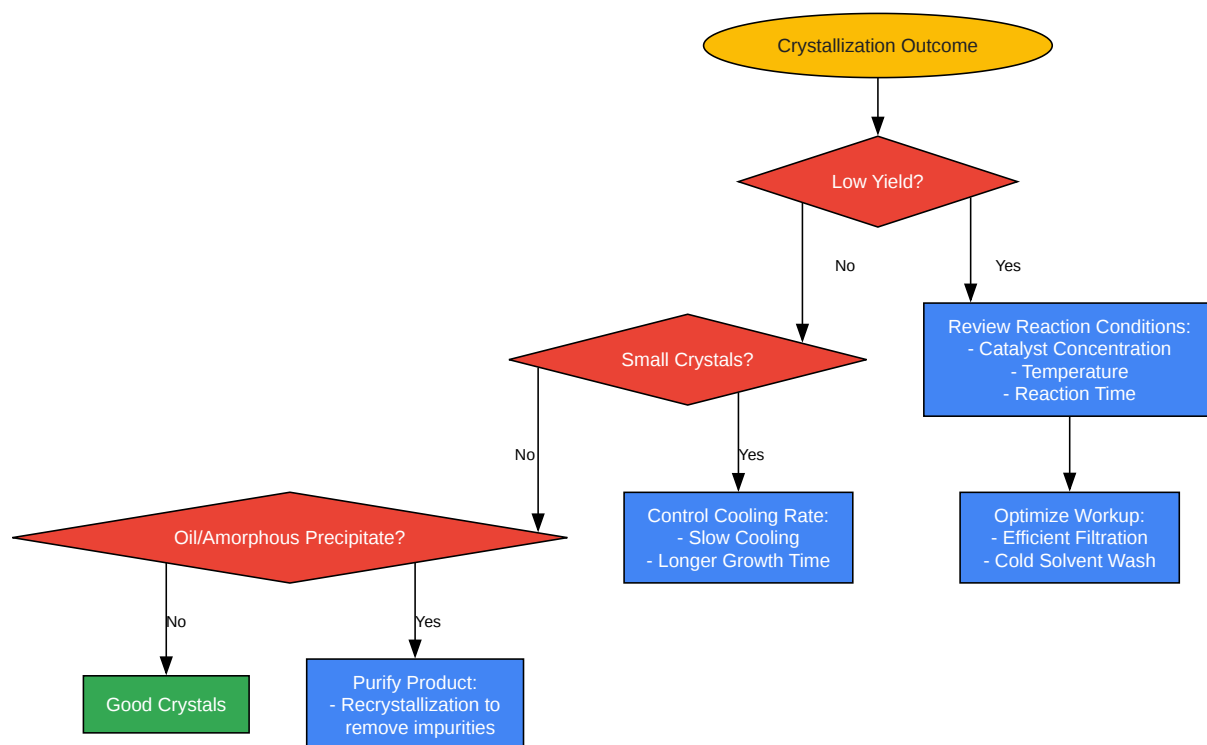 Crystallization Outcome
Low Yield?
No
Yes
Review Reaction Conditions:
- Catalyst Concentration
- Temperature
- Reaction Time
Small Crystals?
No
Yes
Control Cooling Rate:
- Slow Cooling
- Longer Growth Time
Optimize Workup:
- Efficient Filtration
- Cold Solvent Wash
Oil/Amorphous Precipitate?
No
Yes
Good Crystals
Purify Product:
- Recrystallization to
remove impurities